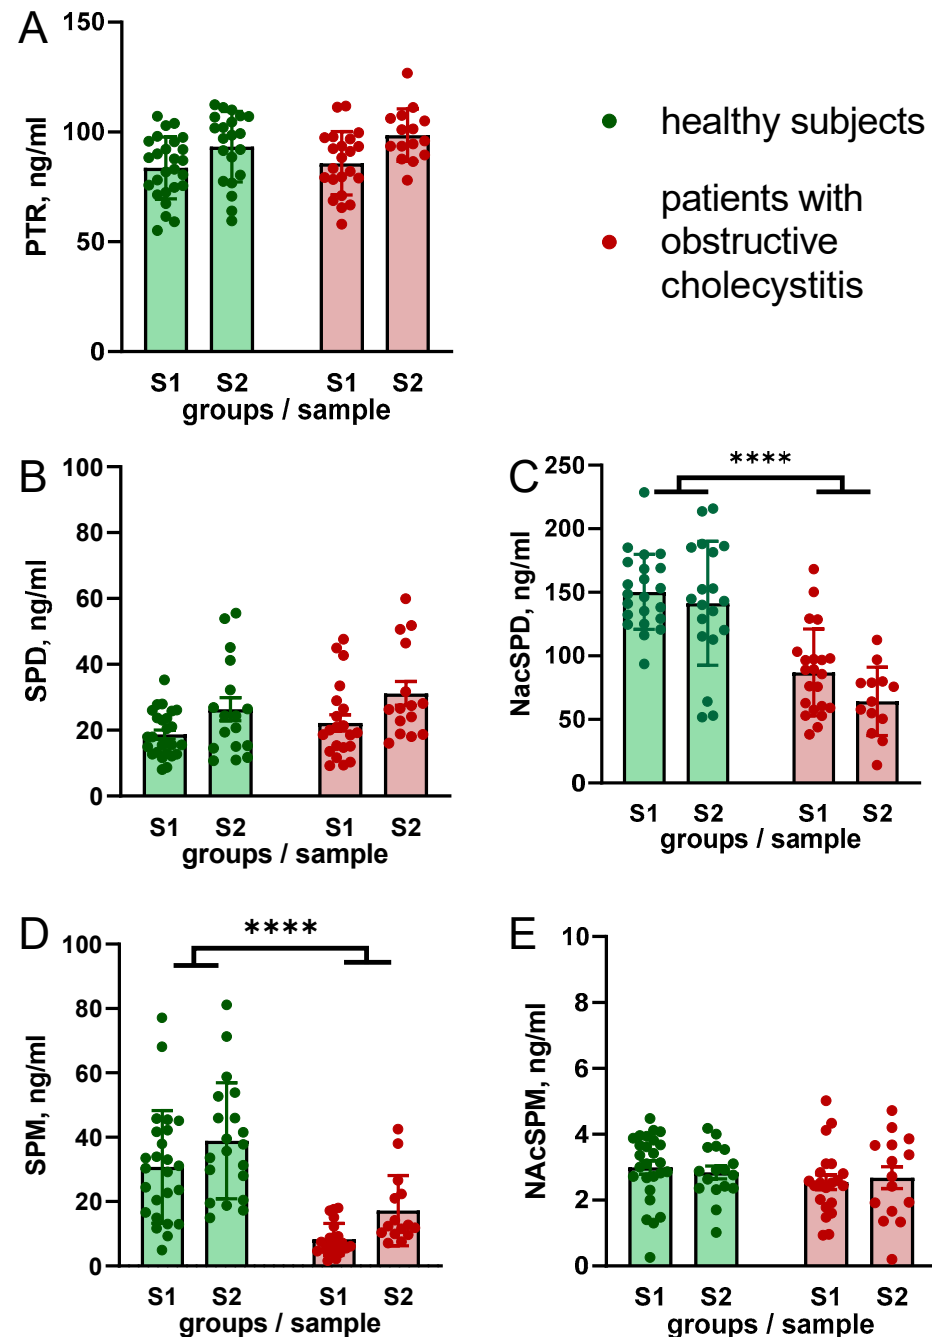 A
150
100
50
0
PTR, ng/ml
S1 S2 S1 S2
groups / sample
healthy subjects
patients with
obstructive
cholecystitis
B
100
80
60
40
20
0
SPD, ng/ml
S1 S2 S1 S2
groups / sample
C
250
200
150
100
50
0
NacSPD, ng/ml
****
S1 S2 S1 S2
groups / sample
D
100
80
60
40
20
0
SPM, ng/ml
****
S1 S2 S1 S2
groups / sample
E
10
8
6
4
2
0
NAcSPM, ng/ml
S1 S2 S1 S2
groups / sample